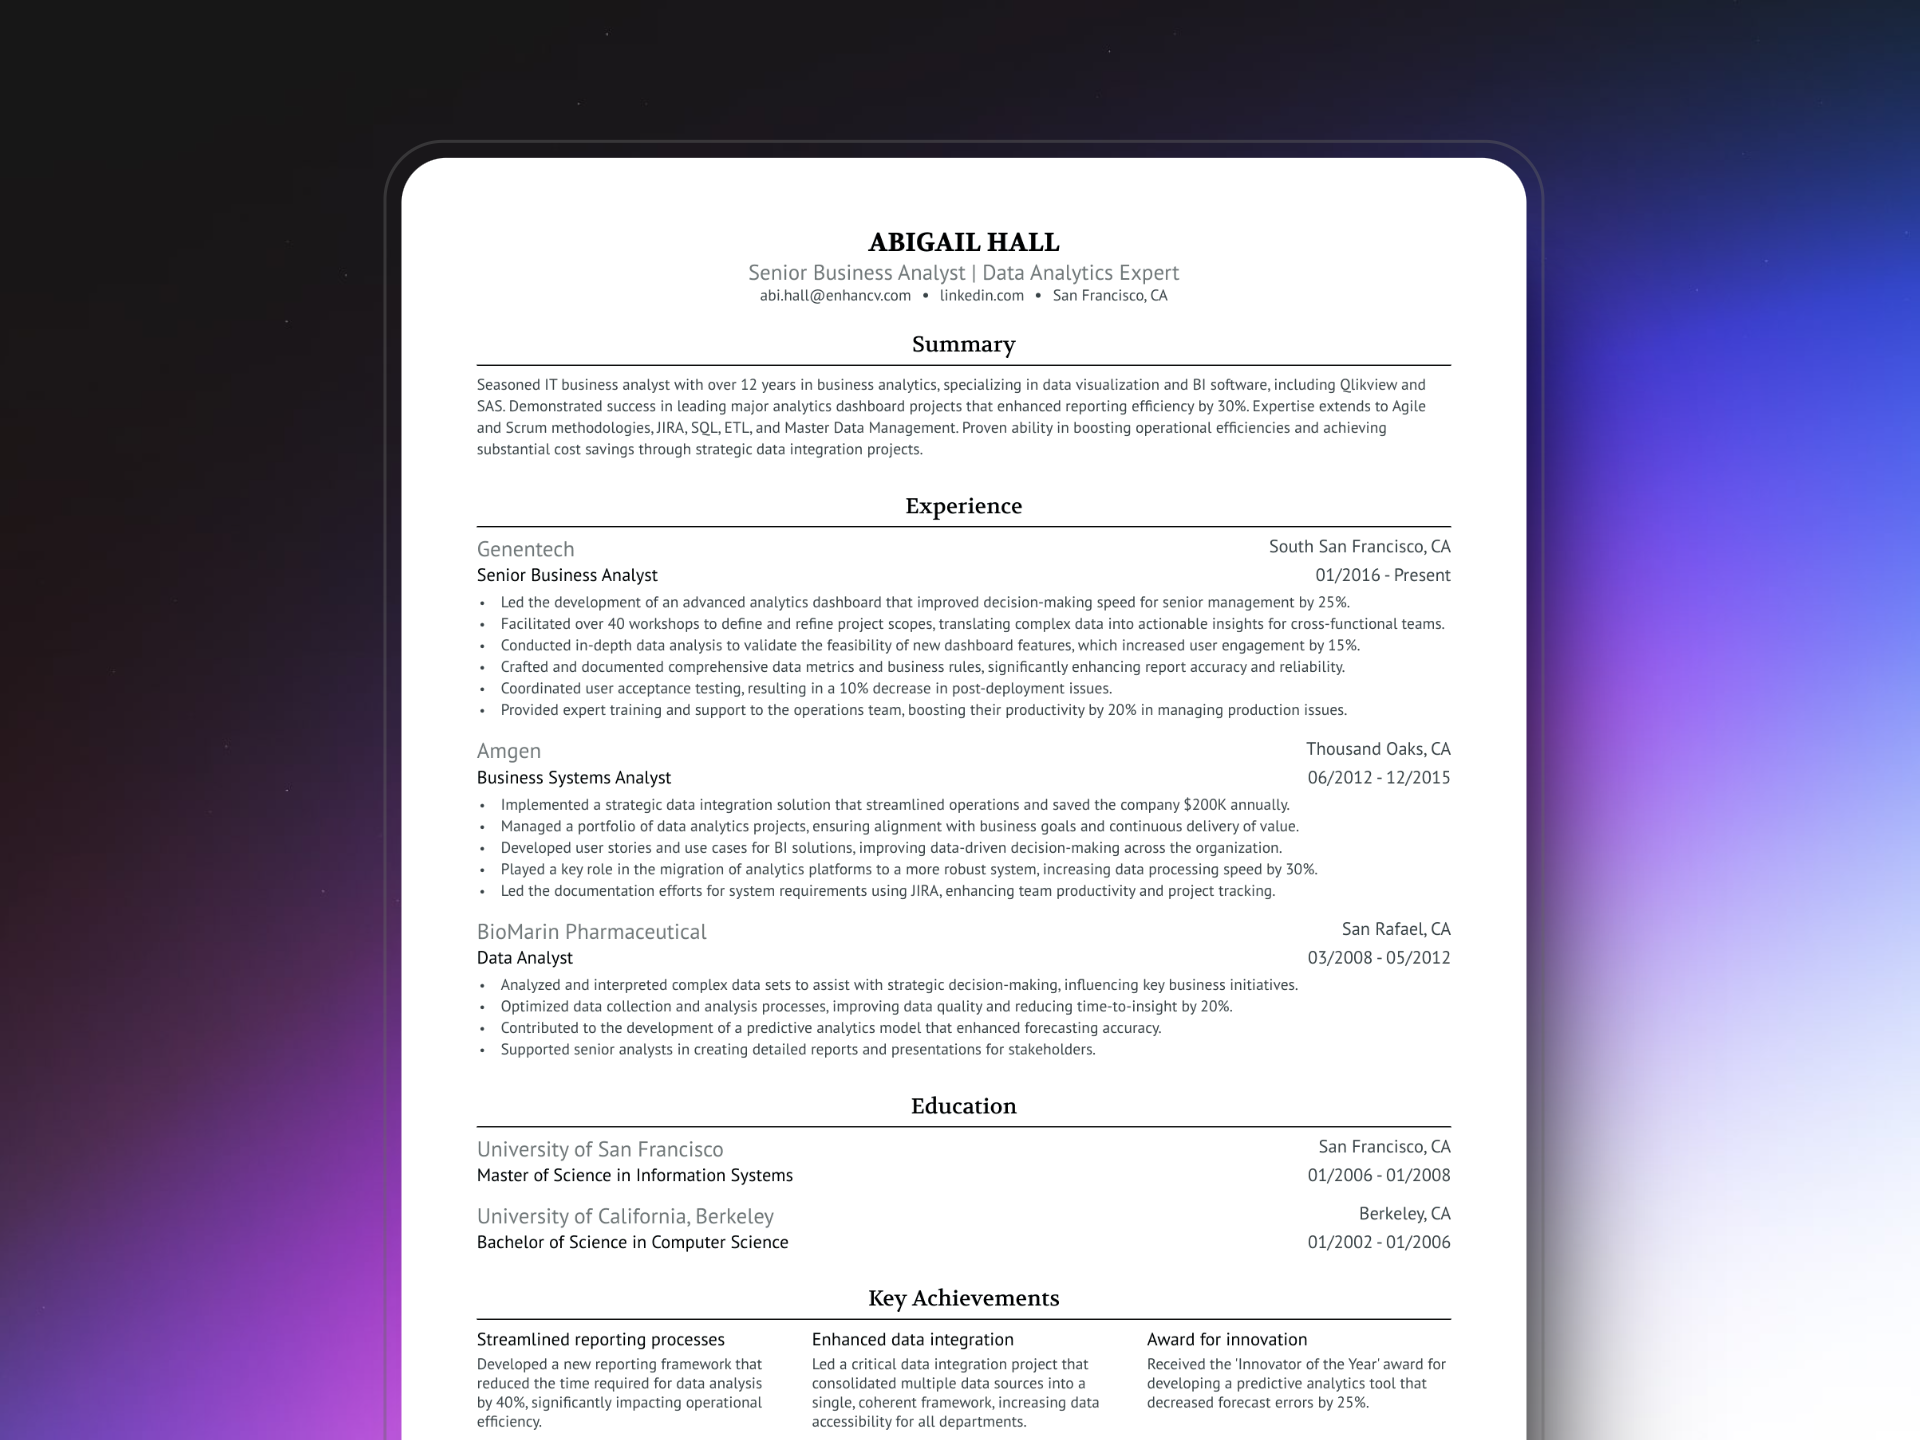 ABIGAIL HALL
Senior Business Analyst | Data Analytics Expert
abi.hall@enhancv.com • linkedin.com • San Francisco, CA
Summary
Seasoned IT business analyst with over 12 years in business analytics, specializing in data visualization and BI software, including Qlikview and
SAS. Demonstrated success in leading major analytics dashboard projects that enhanced reporting efficiency by 30%. Expertise extends to Agile
and Scrum methodologies, JIRA, SQL, ETL, and Master Data Management. Proven ability in boosting operational efficiencies and achieving
substantial cost savings through strategic data integration projects.
Experience
Genentech South San Francisco, CA
Senior Business Analyst 01/2016 - Present
• Led the development of an advanced analytics dashboard that improved decision-making speed for senior management by 25%.
• Facilitated over 40 workshops to define and refine project scopes, translating complex data into actionable insights for cross-functional teams.
• Conducted in-depth data analysis to validate the feasibility of new dashboard features, which increased user engagement by 15%.
• Crafted and documented comprehensive data metrics and business rules, significantly enhancing report accuracy and reliability.
• Coordinated user acceptance testing, resulting in a 10% decrease in post-deployment issues.
• Provided expert training and support to the operations team, boosting their productivity by 20% in managing production issues.
Amgen Thousand Oaks, CA
Business Systems Analyst 06/2012 - 12/2015
• Implemented a strategic data integration solution that streamlined operations and saved the company $200K annually.
• Managed a portfolio of data analytics projects, ensuring alignment with business goals and continuous delivery of value.
• Developed user stories and use cases for BI solutions, improving data-driven decision-making across the organization.
• Played a key role in the migration of analytics platforms to a more robust system, increasing data processing speed by 30%.
• Led the documentation efforts for system requirements using JIRA, enhancing team productivity and project tracking.
BioMarin Pharmaceutical San Rafael, CA
Data Analyst 03/2008 - 05/2012
• Analyzed and interpreted complex data sets to assist with strategic decision-making, influencing key business initiatives.
• Optimized data collection and analysis processes, improving data quality and reducing time-to-insight by 20%.
• Contributed to the development of a predictive analytics model that enhanced forecasting accuracy.
• Supported senior analysts in creating detailed reports and presentations for stakeholders.
Education
University of San Francisco San Francisco, CA
Master of Science in Information Systems 01/2006 - 01/2008
University of California, Berkeley Berkeley, CA
Bachelor of Science in Computer Science 01/2002 - 01/2006
Key Achievements
Streamlined reporting processes
Developed a new reporting framework that
reduced the time required for data analysis
by 40%, significantly impacting operational
efficiency.
Enhanced data integration
Led a critical data integration project that
consolidated multiple data sources into a
single, coherent framework, increasing data
accessibility for all departments.
Award for innovation
Received the 'Innovator of the Year' award for
developing a predictive analytics tool that
decreased forecast errors by 25%.